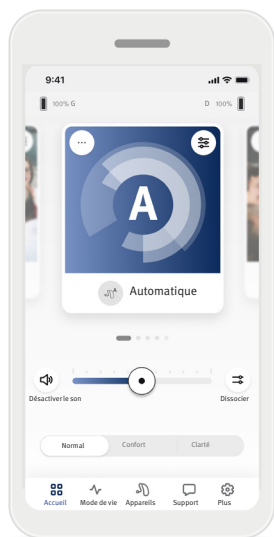 9:41
100% G
D 100%
A
Automatique
Désactiver le son
Dissocier
Normal Confort Clarté
Accueil Mode de vie Appareils Support Plus